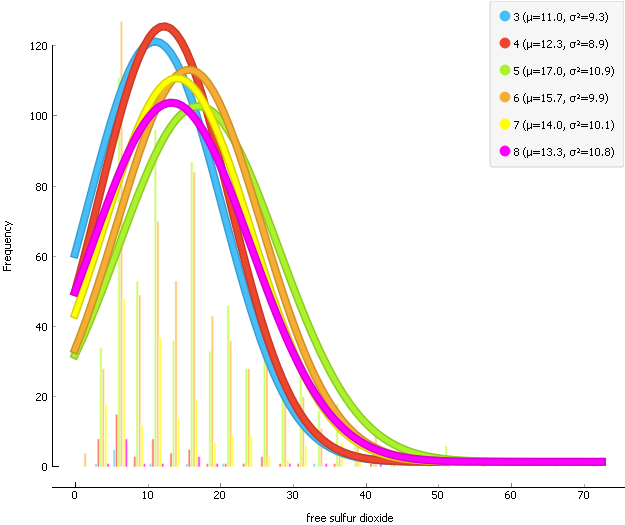 3 (μ=11.0, σ²=9.3)
4 (μ=12.3, σ²=8.9)
5 (μ=17.0, σ²=10.9)
6 (μ=15.7, σ²=9.9)
7 (μ=14.0, σ²=10.1)
8 (μ=13.3, σ²=10.8)
120
100
80
60
40
20
0
Frequency
0 10 20 30 40 50 60 70
free sulfur dioxide